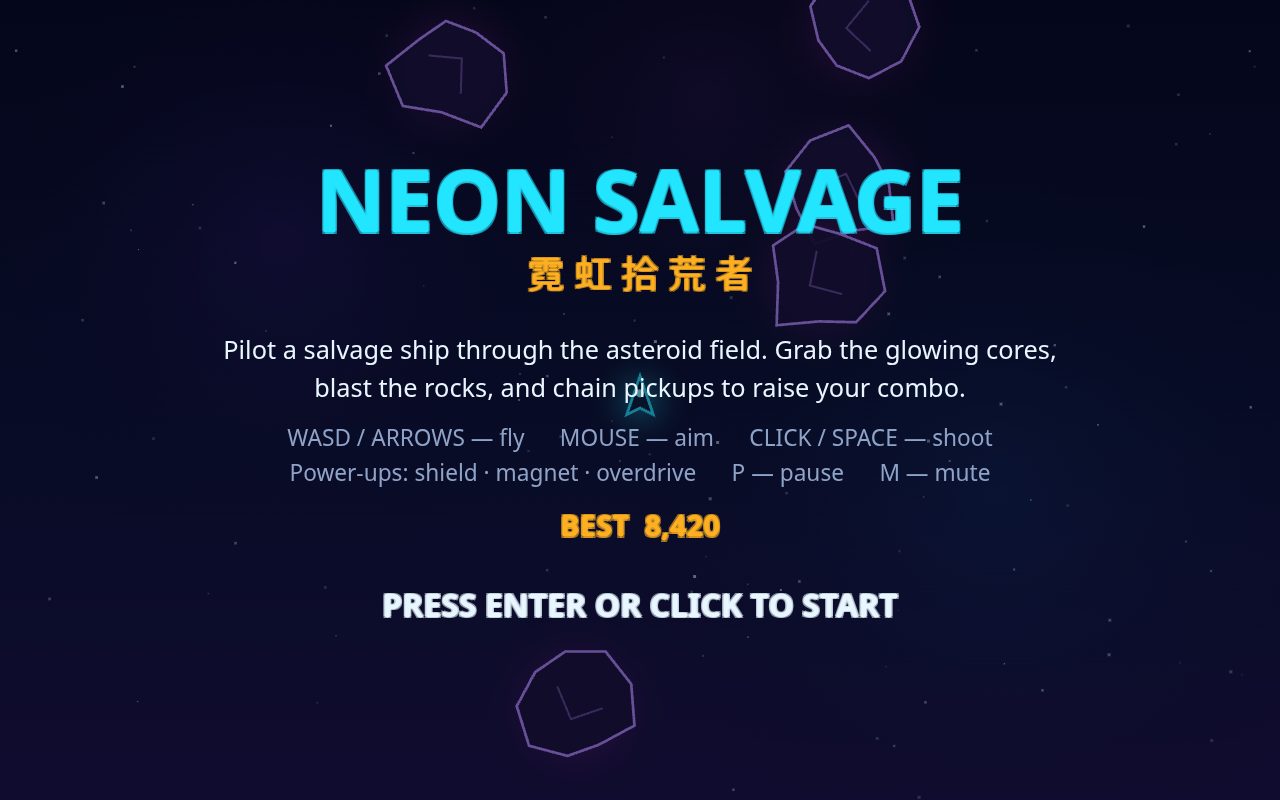 NEON SALVAGE
霓虹拾荒者
Pilot a salvage ship through the asteroid field. Grab the glowing cores,
blast the rocks, and chain pickups to raise your combo.
WASD / ARROWS — fly MOUSE — aim CLICK / SPACE — shoot
Power-ups: shield · magnet · overdrive P — pause M — mute
BEST 8,420
PRESS ENTER OR CLICK TO START